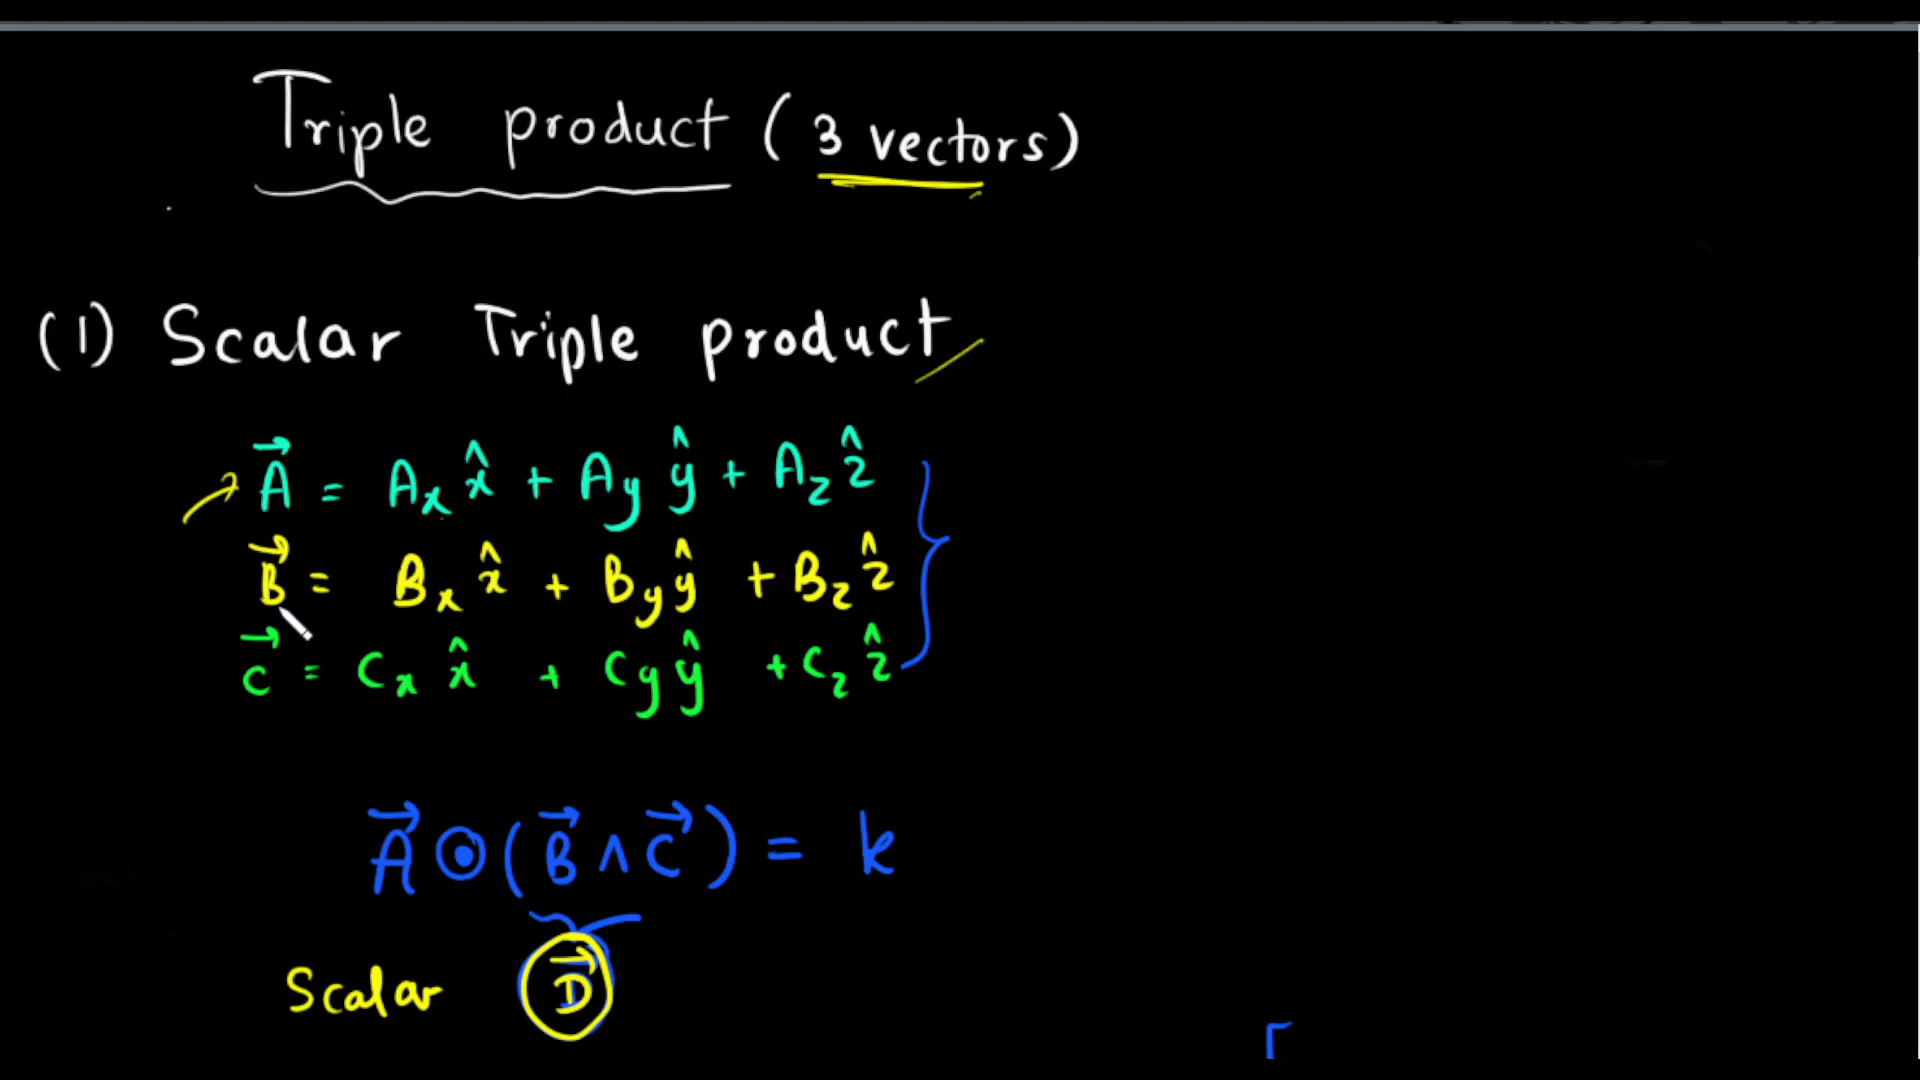 Triple product (3 vectors)
(1) Scalar Triple product
A⃗ = Aₓ x̂ + A_y ŷ + A_z ẑ
B⃗ = Bₓ x̂ + B_y ŷ + B_z ẑ
C⃗ = Cₓ x̂ + C_y ŷ + C_z ẑ
A⃗ ⊙ (B⃗ ∧ C⃗) = k
Scalar D⃗